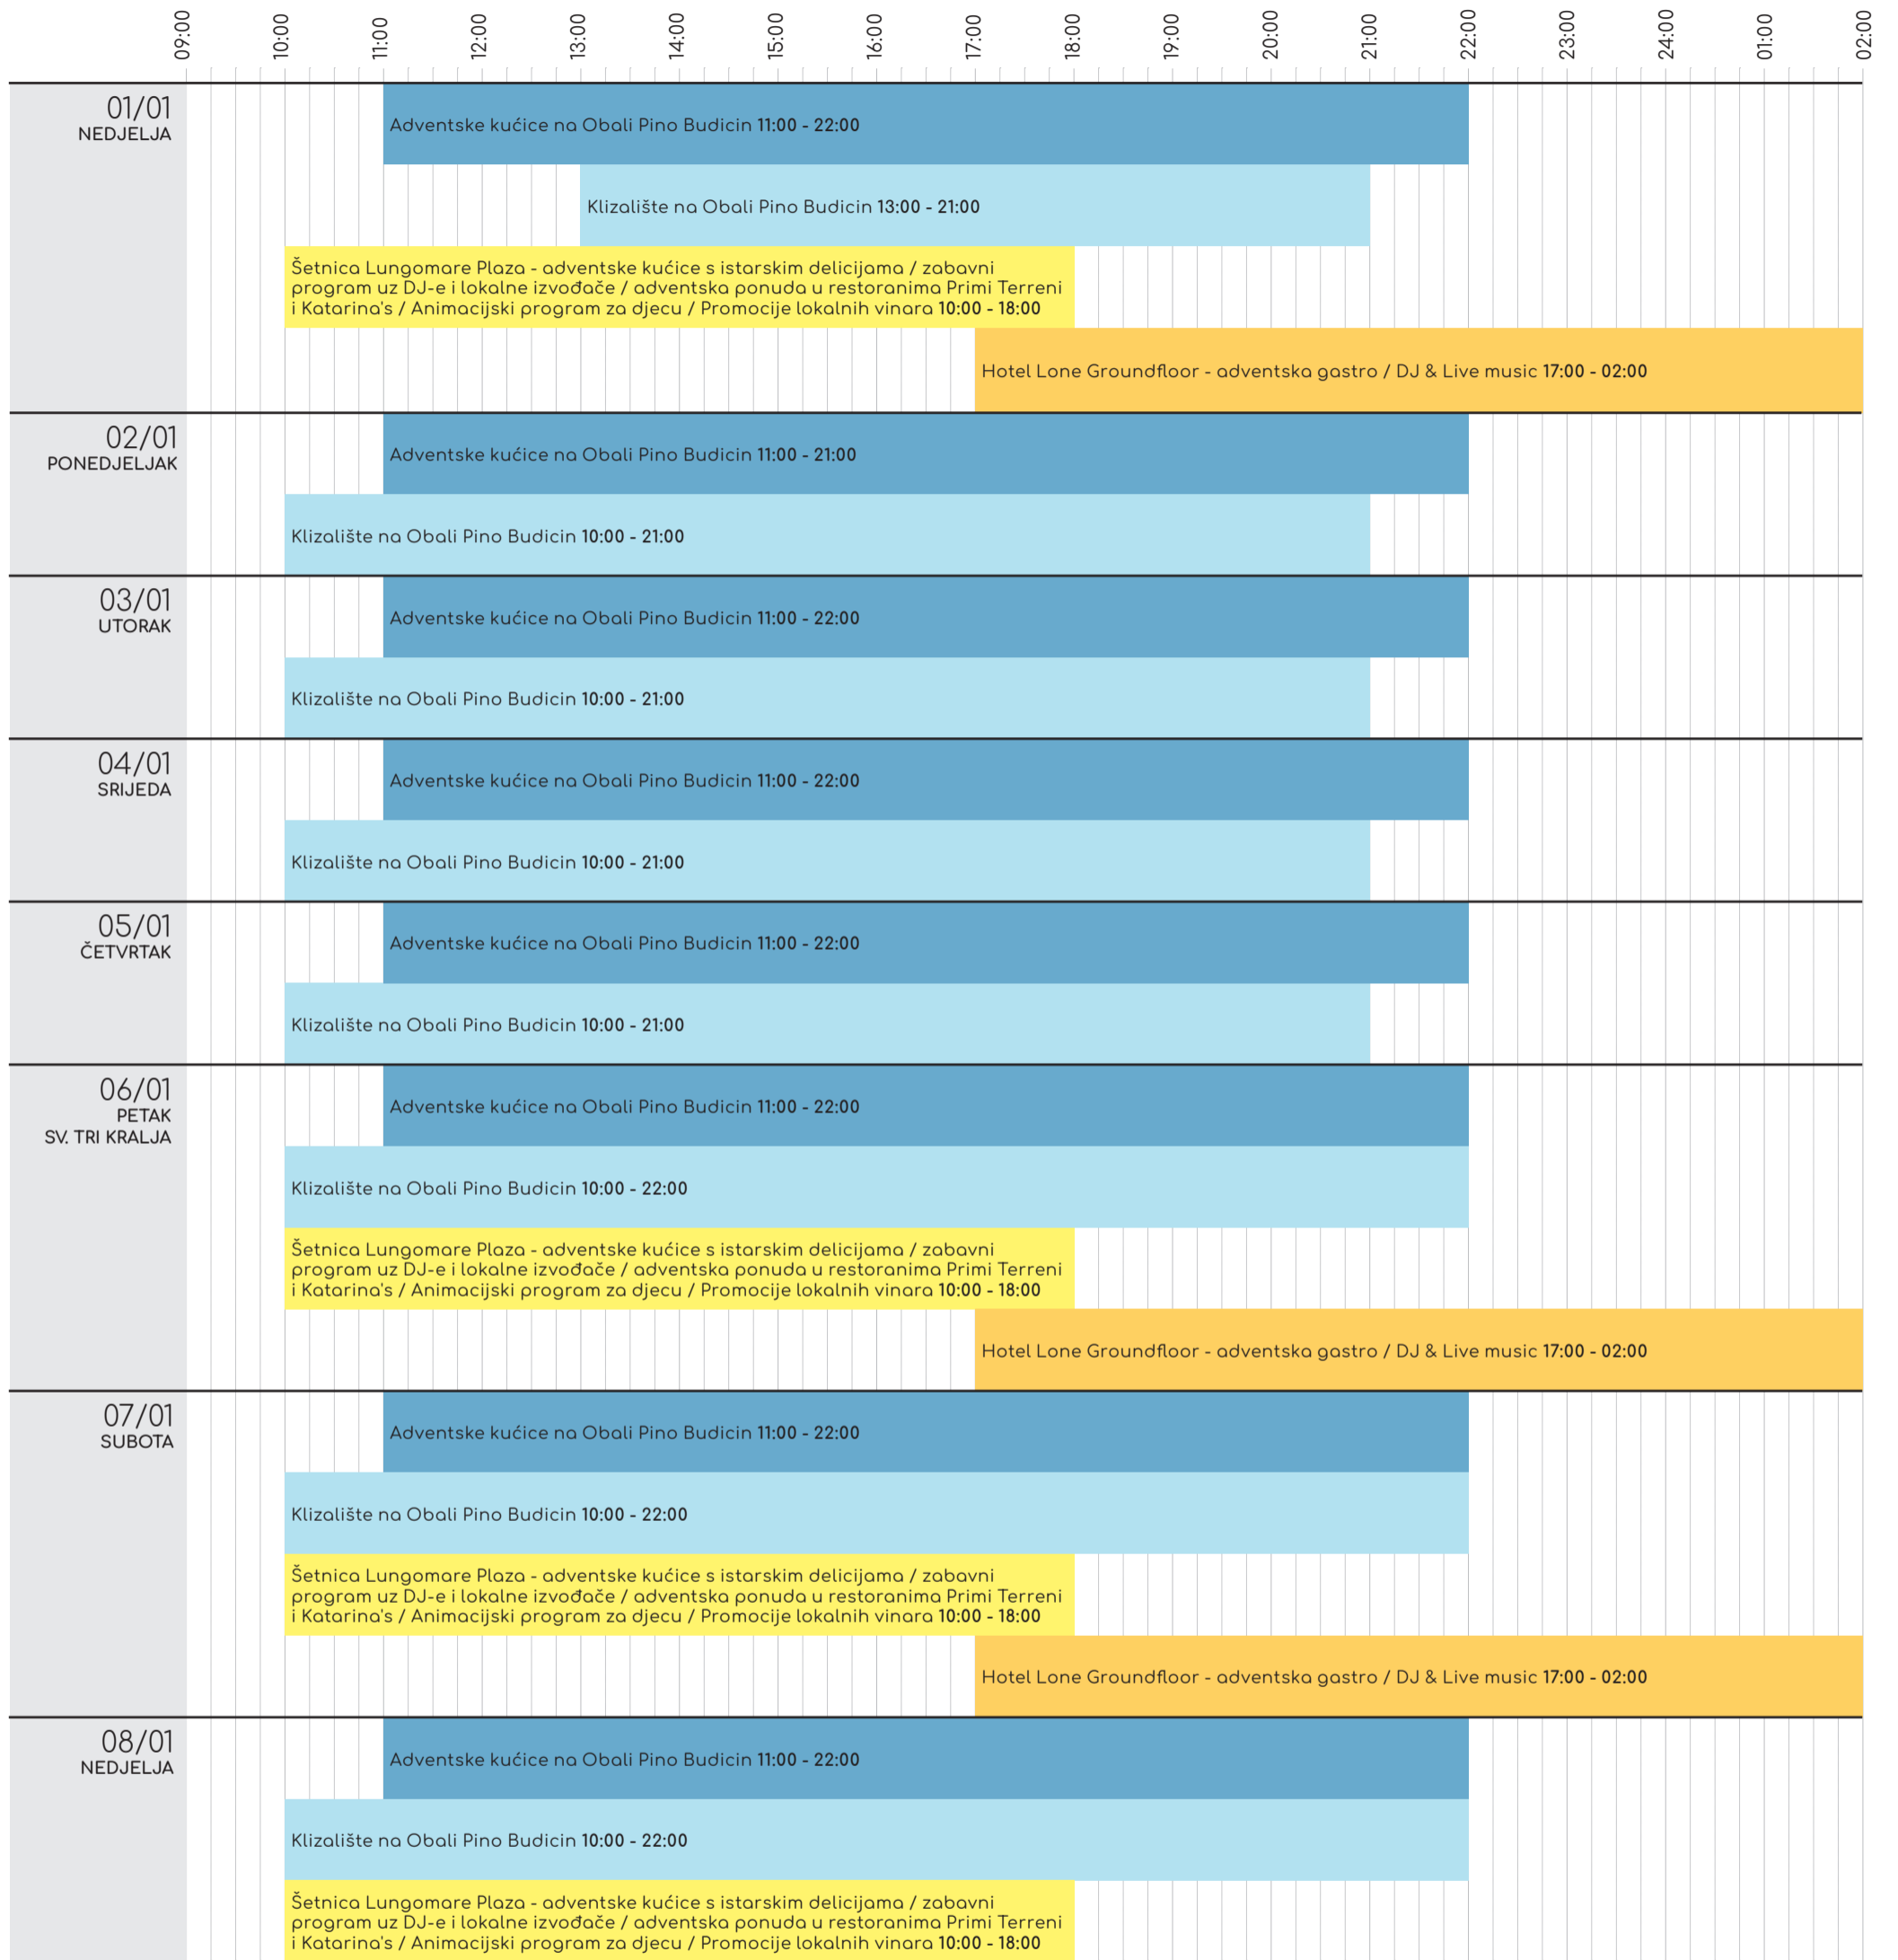 09:00
10:00
11:00
12:00
13:00
14:00
15:00
16:00
17:00
18:00
19:00
20:00
21:00
22:00
23:00
24:00
01:00
02:00
01/01
NEDJELJA
Adventske kućice na Obali Pino Budicin 11:00 - 22:00
Klizalište na Obali Pino Budicin 13:00 - 21:00
Šetnica Lungomare Plaza - adventske kućice s istarskim delicijama / zabavni
program uz DJ-e i lokalne izvođače / adventska ponuda u restoranima Primi Terreni
i Katarina's / Animacijski program za djecu / Promocije lokalnih vinara 10:00 - 18:00
Hotel Lone Groundfloor - adventska gastro / DJ & Live music 17:00 - 02:00
02/01
PONEDJELJAK
Adventske kućice na Obali Pino Budicin 11:00 - 21:00
Klizalište na Obali Pino Budicin 10:00 - 21:00
03/01
UTORAK
Adventske kućice na Obali Pino Budicin 11:00 - 22:00
Klizalište na Obali Pino Budicin 10:00 - 21:00
04/01
SRIJEDA
Adventske kućice na Obali Pino Budicin 11:00 - 22:00
Klizalište na Obali Pino Budicin 10:00 - 21:00
05/01
ČETVRTAK
Adventske kućice na Obali Pino Budicin 11:00 - 22:00
Klizalište na Obali Pino Budicin 10:00 - 21:00
06/01
PETAK
SV. TRI KRALJA
Adventske kućice na Obali Pino Budicin 11:00 - 22:00
Klizalište na Obali Pino Budicin 10:00 - 22:00
Šetnica Lungomare Plaza - adventske kućice s istarskim delicijama / zabavni
program uz DJ-e i lokalne izvođače / adventska ponuda u restoranima Primi Terreni
i Katarina's / Animacijski program za djecu / Promocije lokalnih vinara 10:00 - 18:00
Hotel Lone Groundfloor - adventska gastro / DJ & Live music 17:00 - 02:00
07/01
SUBOTA
Adventske kućice na Obali Pino Budicin 11:00 - 22:00
Klizalište na Obali Pino Budicin 10:00 - 22:00
Šetnica Lungomare Plaza - adventske kućice s istarskim delicijama / zabavni
program uz DJ-e i lokalne izvođače / adventska ponuda u restoranima Primi Terreni
i Katarina's / Animacijski program za djecu / Promocije lokalnih vinara 10:00 - 18:00
Hotel Lone Groundfloor - adventska gastro / DJ & Live music 17:00 - 02:00
08/01
NEDJELJA
Adventske kućice na Obali Pino Budicin 11:00 - 22:00
Klizalište na Obali Pino Budicin 10:00 - 22:00
Šetnica Lungomare Plaza - adventske kućice s istarskim delicijama / zabavni
program uz DJ-e i lokalne izvođače / adventska ponuda u restoranima Primi Terreni
i Katarina's / Animacijski program za djecu / Promocije lokalnih vinara 10:00 - 18:00